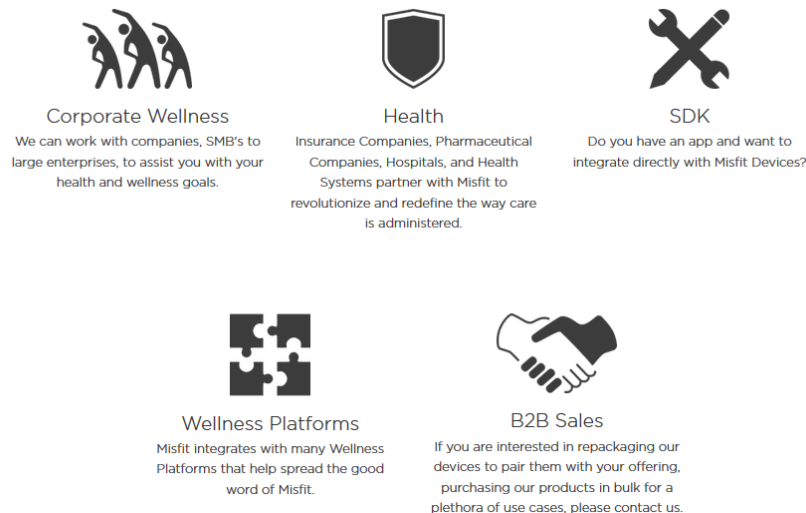 Corporate Wellness
We can work with companies, SMB's to
large enterprises, to assist you with your
health and wellness goals.
Health
Insurance Companies, Pharmaceutical
Companies, Hospitals, and Health
Systems partner with Misfit to
revolutionize and redefine the way care
is administered.
SDK
Do you have an app and want to
integrate directly with Misfit Devices?
Wellness Platforms
Misfit integrates with many Wellness
Platforms that help spread the good
word of Misfit.
B2B Sales
If you are interested in repackaging our
devices to pair them with your offering,
purchasing our products in bulk for a
plethora of use cases, please contact us.